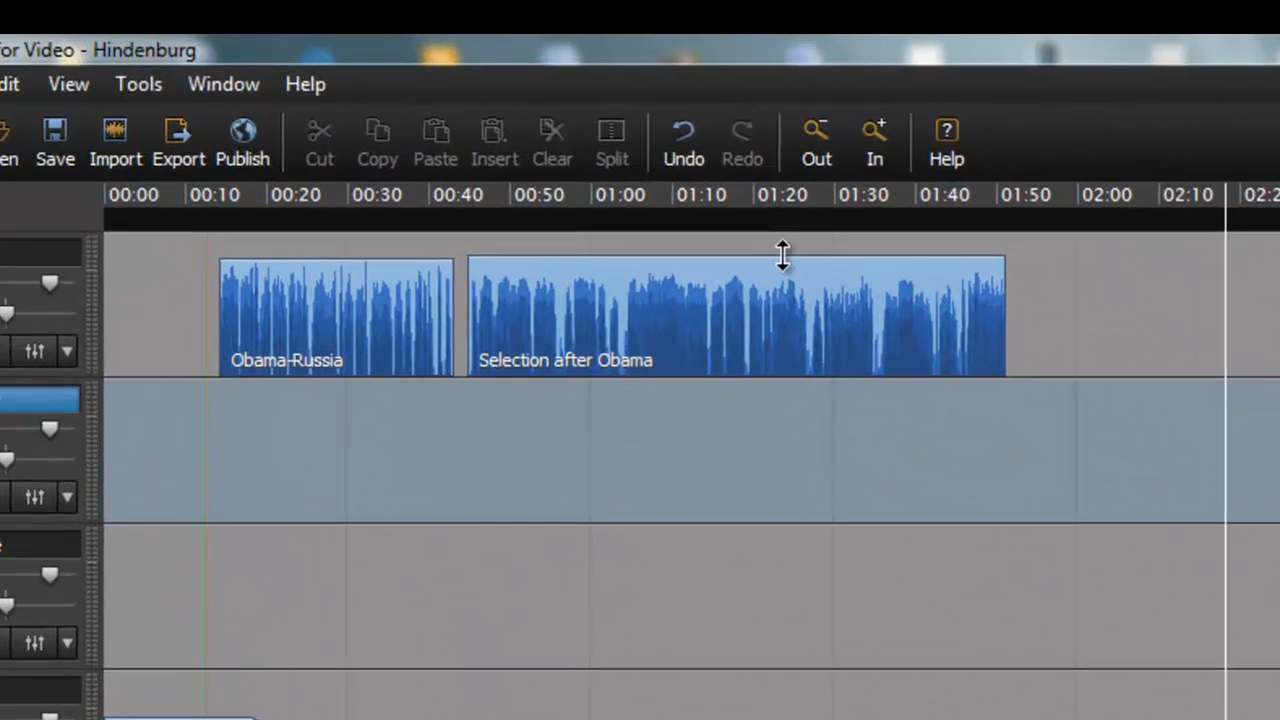 for Video - Hindenburg
dit View Tools Window Help
en Save Import Export Publish Cut Copy Paste Insert Clear Split Undo Redo Out In Help
00:00 00:10 00:20 00:30 00:40 00:50 01:00 01:10 01:20 01:30 01:40 01:50 02:00 02:10 02:2
Obama-Russia Selection after Obama